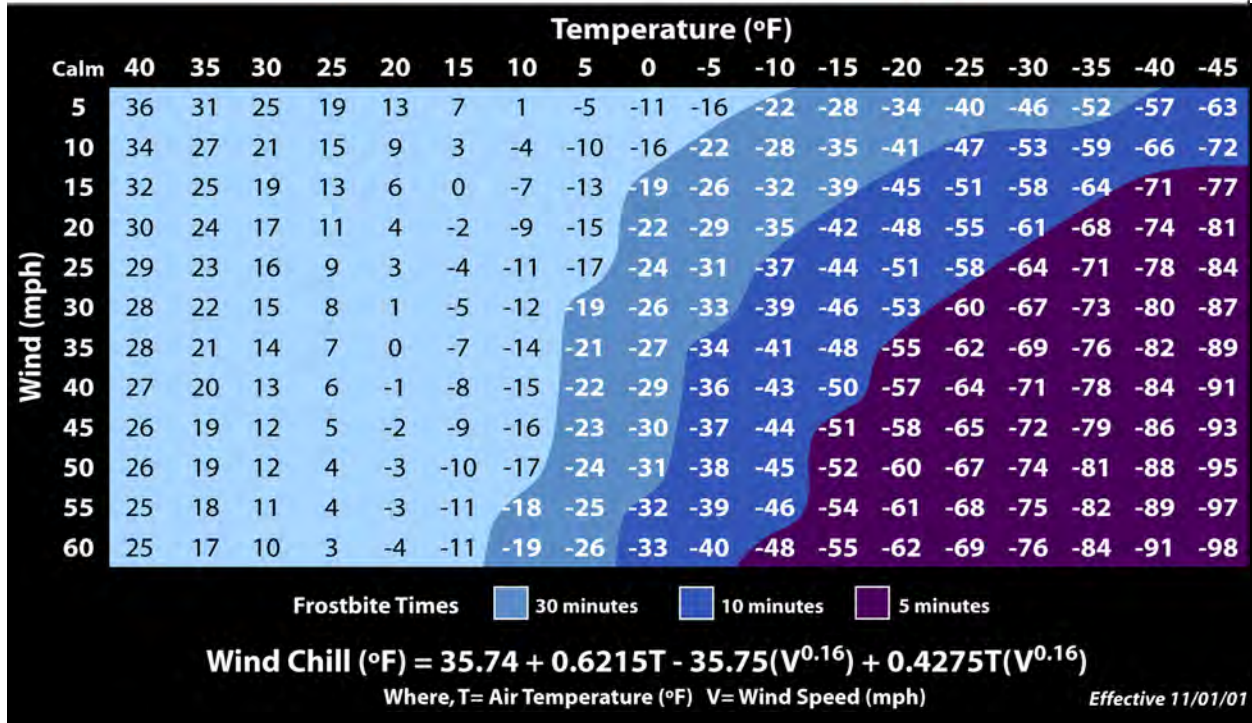 Temperature (ºF)
Calm 40 35 30 25 20 15 10 5 0 -5 -10 -15 -20 -25 -30 -35 -40 -45
Wind (mph)
5 36 31 25 19 13 7 1 -5 -11 -16 -22 -28 -34 -40 -46 -52 -57 -63
10 34 27 21 15 9 3 -4 -10 -16 -22 -28 -35 -41 -47 -53 -59 -66 -72
15 32 25 19 13 6 0 -7 -13 -19 -26 -32 -39 -45 -51 -58 -64 -71 -77
20 30 24 17 11 4 -2 -9 -15 -22 -29 -35 -42 -48 -55 -61 -68 -74 -81
25 29 23 16 9 3 -4 -11 -17 -24 -31 -37 -44 -51 -58 -64 -71 -78 -84
30 28 22 15 8 1 -5 -12 -19 -26 -33 -39 -46 -53 -60 -67 -73 -80 -87
35 28 21 14 7 0 -7 -14 -21 -27 -34 -41 -48 -55 -62 -69 -76 -82 -89
40 27 20 13 6 -1 -8 -15 -22 -29 -36 -43 -50 -57 -64 -71 -78 -84 -91
45 26 19 12 5 -2 -9 -16 -23 -30 -37 -44 -51 -58 -65 -72 -79 -86 -93
50 26 19 12 4 -3 -10 -17 -24 -31 -38 -45 -52 -60 -67 -74 -81 -88 -95
55 25 18 11 4 -3 -11 -18 -25 -32 -39 -46 -54 -61 -68 -75 -82 -89 -97
60 25 17 10 3 -4 -11 -19 -26 -33 -40 -48 -55 -62 -69 -76 -84 -91 -98
Frostbite Times 30 minutes 10 minutes 5 minutes
Wind Chill (ºF) = 35.74 + 0.6215T - 35.75(V^0.16) + 0.4275T(V^0.16)
Where, T= Air Temperature (ºF) V= Wind Speed (mph)
Effective 11/01/01